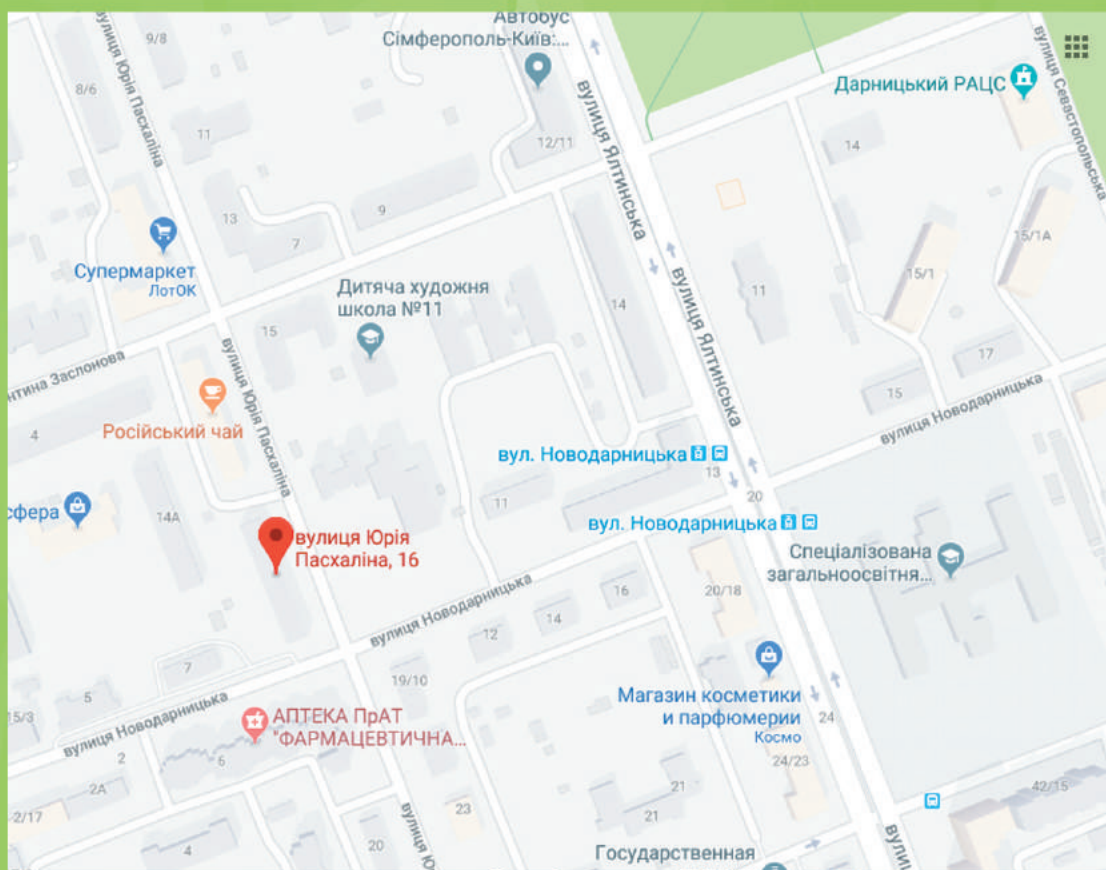 Автобус
Сімферополь-Київ:...
вулиця Юрія Пасхаліна
9/8
8/6
11
12/11
вулиця Ялтинська
Дарницький РАЦС
вулиця Севастопольська
14
13
7
9
15/1А
15/1
Супермаркет
ЛотОК
Дитяча художня
школа №11
14
11
вулиця Ялтинська
15
17
15
нтина Заслонова
вулиця Юрія Пасхаліна
вулиця Новодарницька
4
Російський чай
вул. Новодарницька
13
20
11
сфера
14А
вул. Новодарницька
вулиця Юрія
Пасхаліна, 16
Спеціалізована
загальноосвітня...
вулиця Новодарницька
16
20/18
14
12
7
19/10
5
15/3
вулиця Новодарницька
АПТЕКА ПрАТ
"ФАРМАЦЕВТИЧНА...
Магазин косметики
и парфюмерии
Космо
24
24/23
2
6
2А
2/17
4
20
23
21
21
42/15
вулиця Ю
Государственная
вули